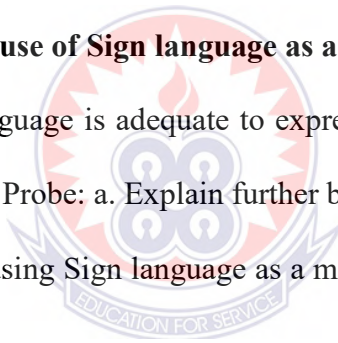 use of Sign language as a
guage is adequate to expre
Probe: a. Explain further b
using Sign language as a m
EDUCATION FOR SERVICE